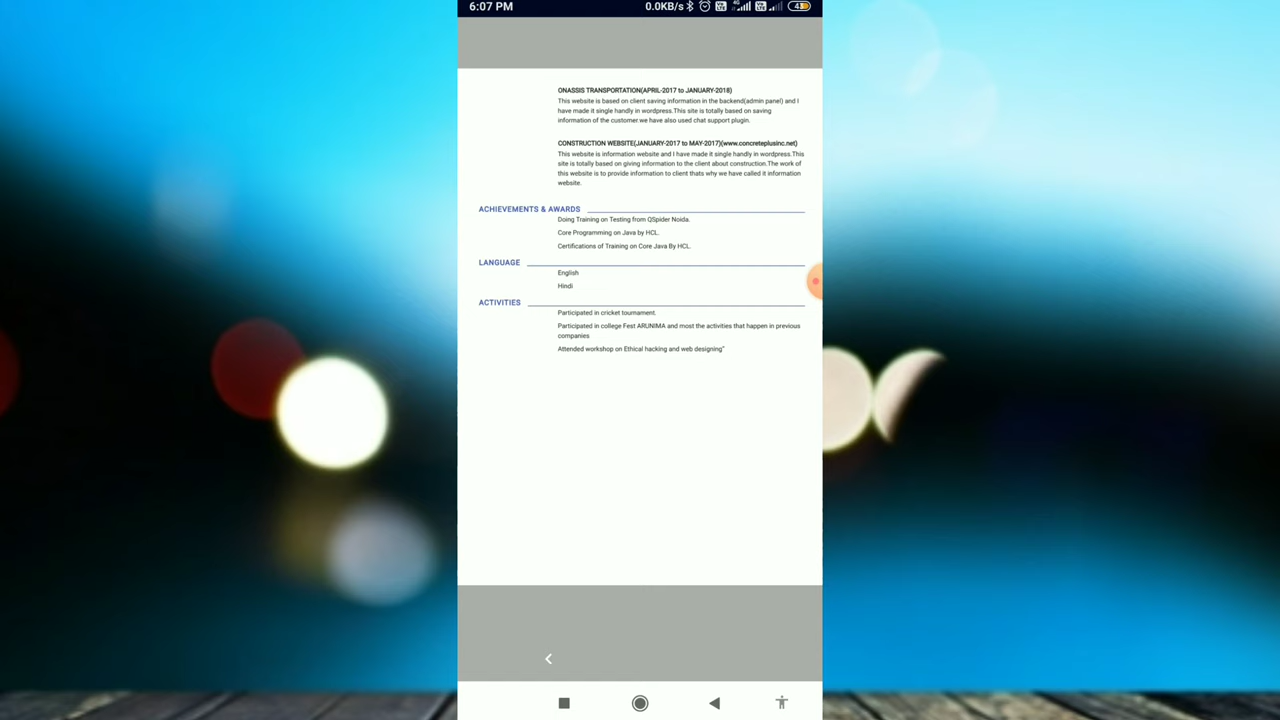 6:07 PM
0.0KB/s
4G
43
ONASSIS TRANSPORTATION(APRIL-2017 to JANUARY-2018)
This website is based on client saving information in the backend(admin panel) and I
have made it single handly in wordpress.This site is totally based on saving
information of the customer.we have also used chat support plugin.
CONSTRUCTION WEBSITE(JANUARY-2017 to MAY-2017)(www.concreteplusinc.net)
This website is information website and I have made it single handly in wordpress.This
site is totally based on giving information to the client about construction.The work of
this website is to provide information to client thats why we have called it information
website.
ACHIEVEMENTS & AWARDS
Doing Training on Testing from QSpider Noida.
Core Programming on Java by HCL.
Certifications of Training on Core Java By HCL.
LANGUAGE
English
Hindi
ACTIVITIES
Participated in cricket tournament.
Participated in college Fest ARUNIMA and most the activities that happen in previous
companies
Attended workshop on Ethical hacking and web designing"